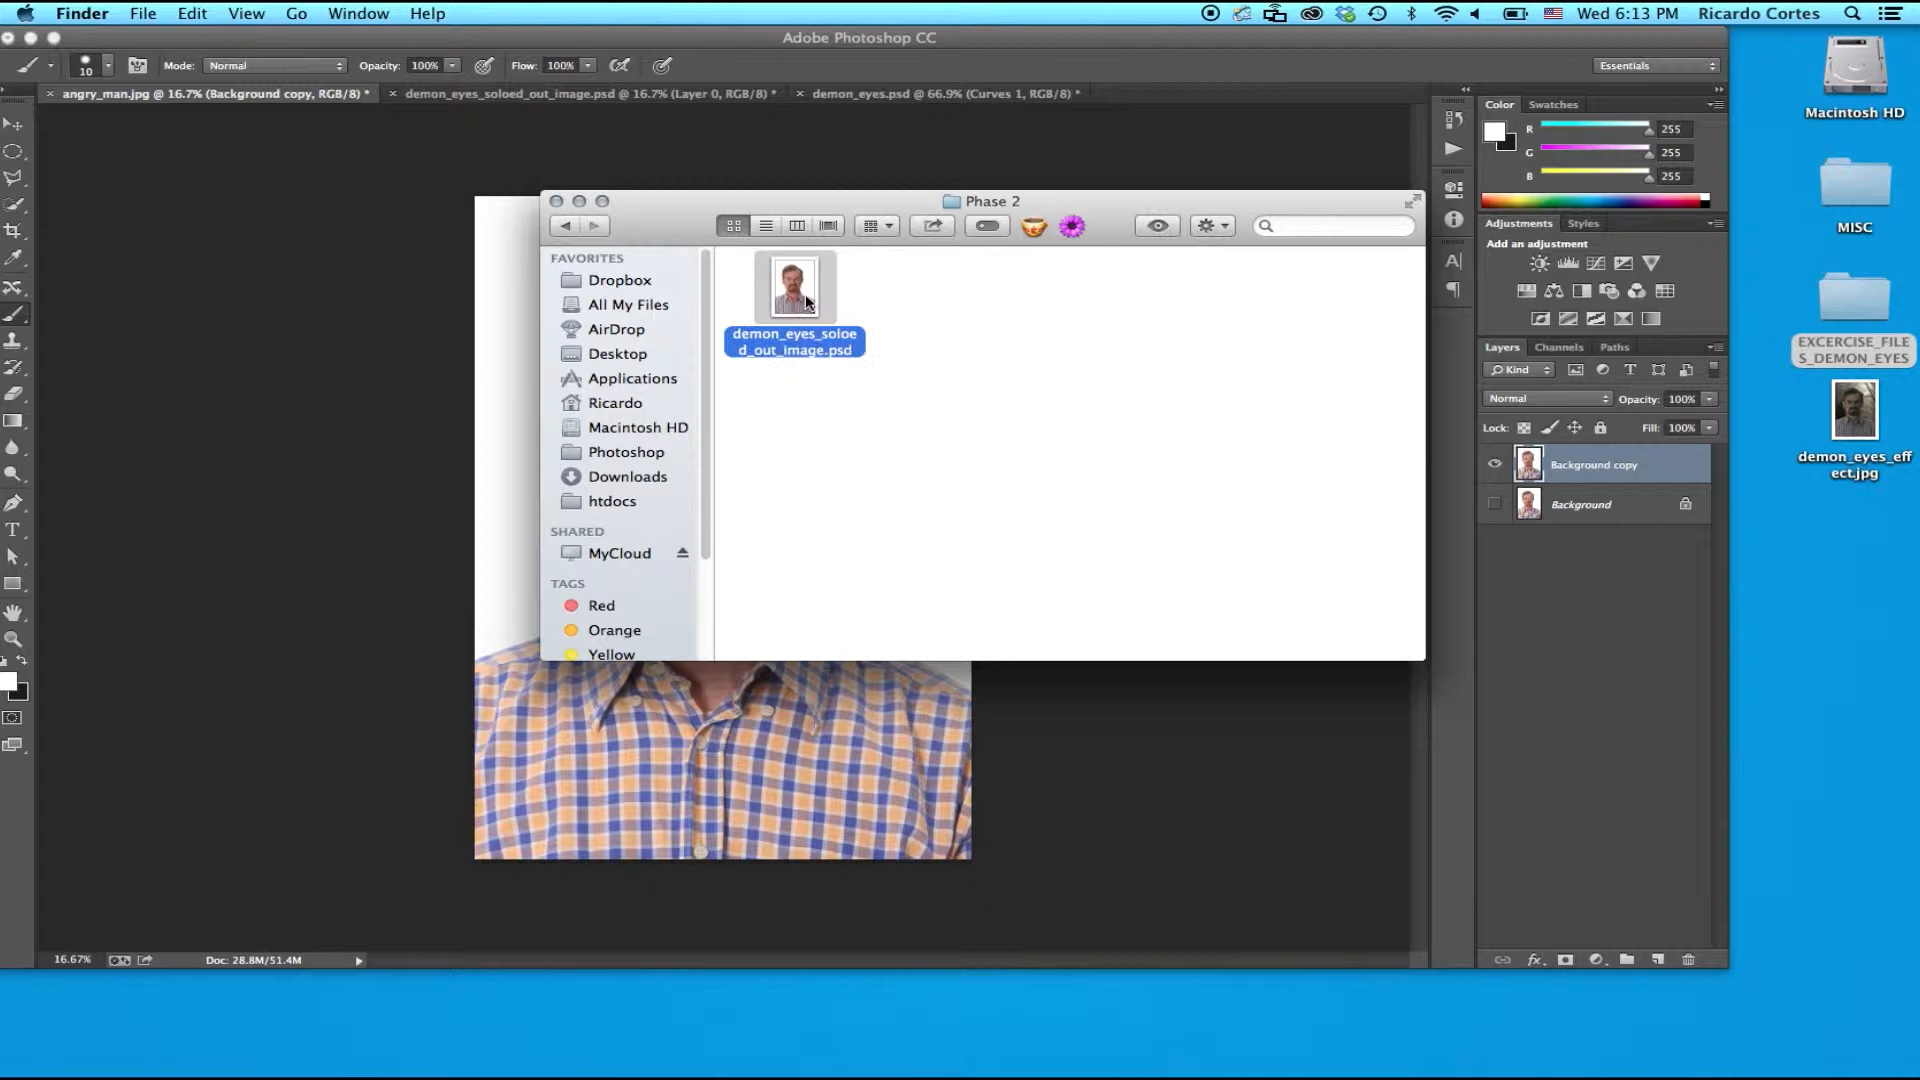 Finder File Edit View Go Window Help Wed 6:13 PM Ricardo Cortes
Adobe Photoshop CC
10 Mode: Normal Opacity: 100% Flow: 100% Essentials
angry_man.jpg @ 16.7% (Background copy, RGB/8) * demon_eyes_soloed_out_image.psd @ 16.7% (Layer 0, RGB/8) * demon_eyes.psd @ 66.9% (Curves 1, RGB/8) *
Color Swatches
R 255
G 255
B 255
Macintosh HD
Phase 2
FAVORITES
Dropbox
All My Files
AirDrop
Desktop
Applications
Ricardo
Macintosh HD
Photoshop
Downloads
htdocs
SHARED
MyCloud
TAGS
Red
Orange
Yellow
demon_eyes_soloe
d_out_image.psd
Adjustments Styles
Add an adjustment
Layers Channels Paths
Kind
Normal Opacity: 100%
Lock: Fill: 100%
Background copy
Background
MISC
EXCERCISE_FILE
S_DEMON_EYES
demon_eyes_eff
ect.jpg
16.67% Doc: 28.8M/51.4M
fx